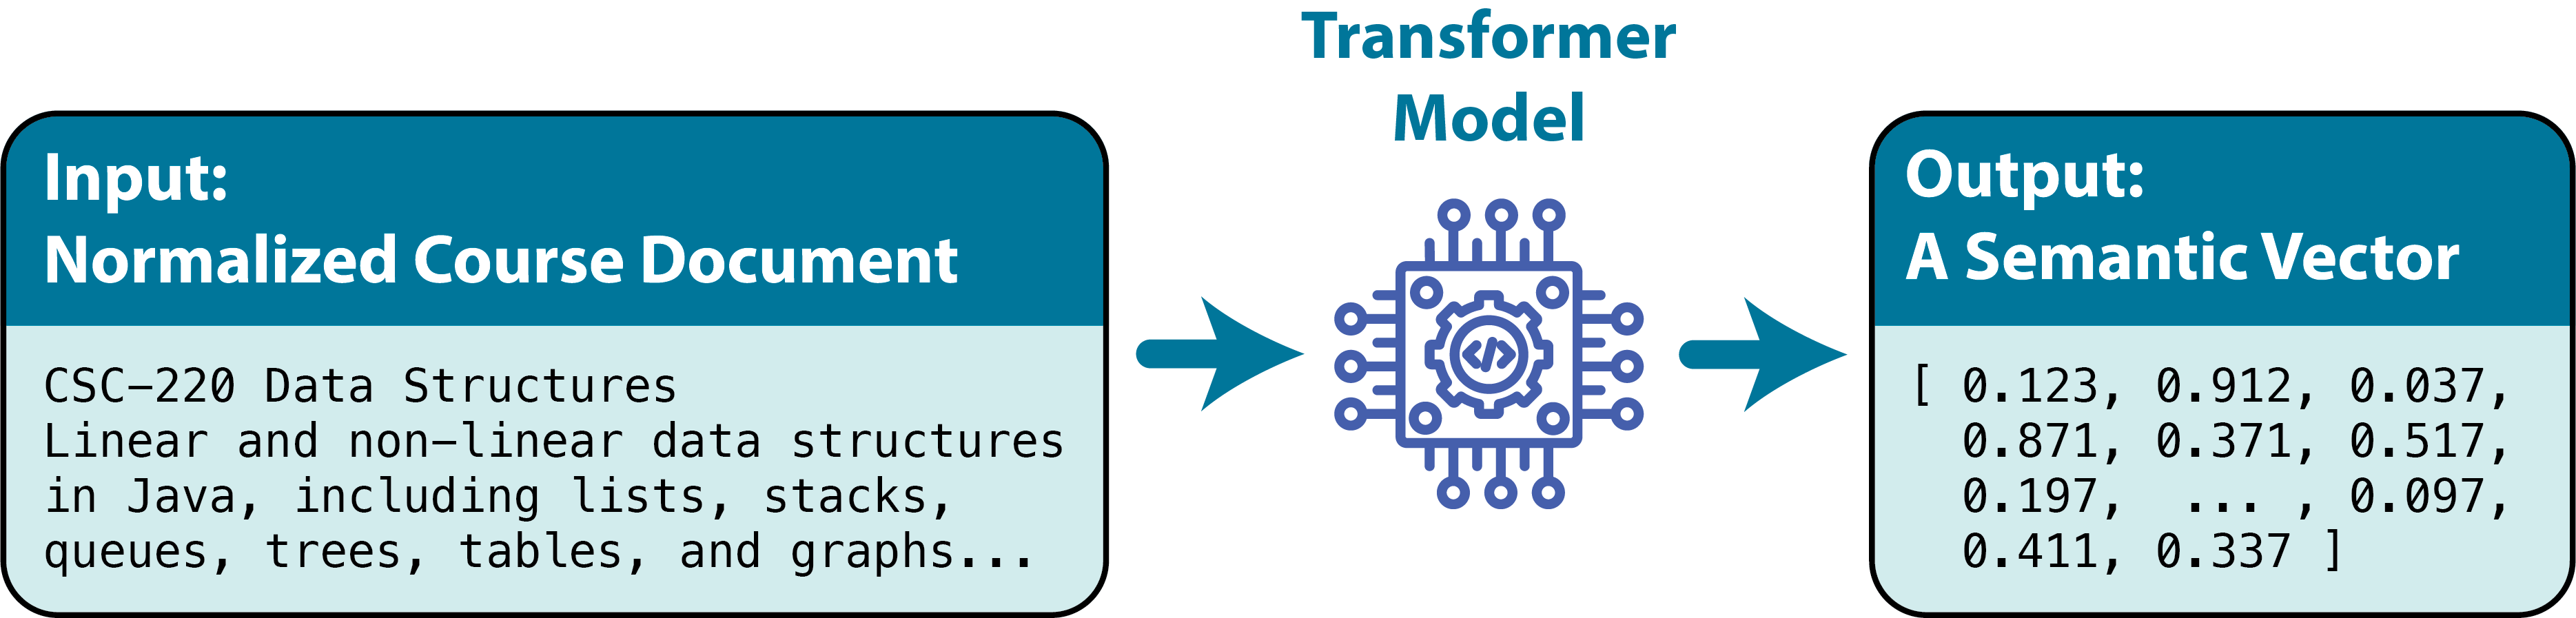 Input:
Normalized Course Document
CSC-220 Data Structures
Linear and non-linear data structures
in Java, including lists, stacks,
queues, trees, tables, and graphs...
Transformer
Model
</>
Output:
A Semantic Vector
[ 0.123, 0.912, 0.037,
0.871, 0.371, 0.517,
0.197, ... , 0.097,
0.411, 0.337 ]